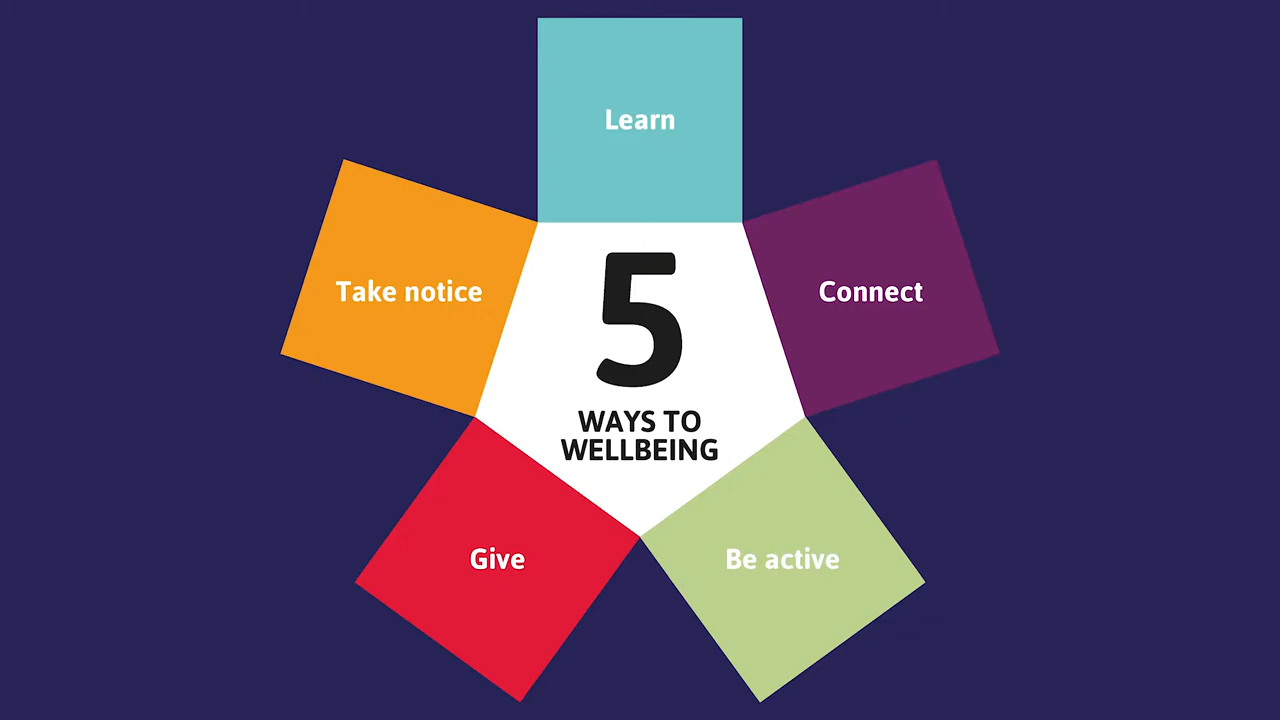 Learn
Take notice
Connect
5
WAYS TO
WELLBEING
Give
Be active